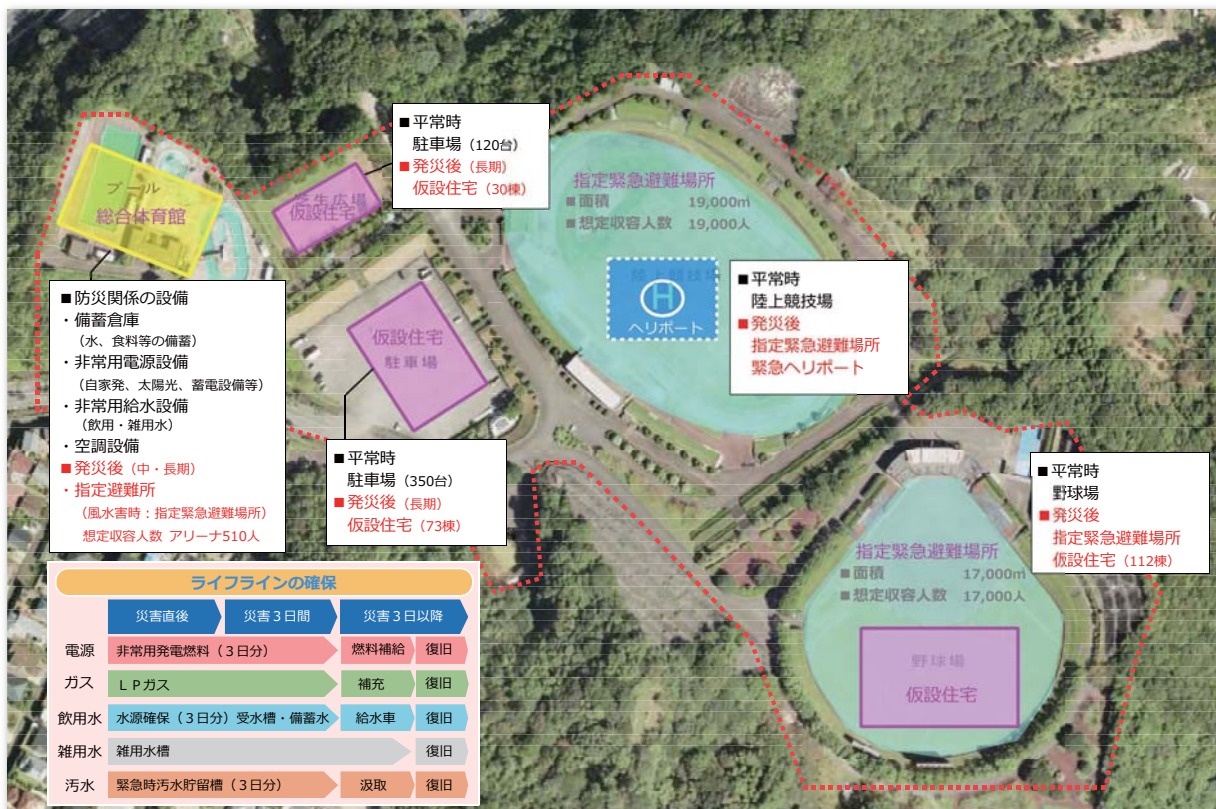 プール
総合体育館
芝生広場
仮設住宅
■平常時
駐車場（120台）
■発災後（長期）
仮設住宅（30棟）
指定緊急避難場所
■面積 19,000㎡
■想定収容人数 19,000人
陸上競技場
H
ヘリポート
■平常時
陸上競技場
■発災後
指定緊急避難場所
緊急ヘリポート
■防災関係の設備
・備蓄倉庫
（水、食料等の備蓄）
・非常用電源設備
（自家発、太陽光、蓄電設備等）
・非常用給水設備
（飲用・雑用水）
・空調設備
■発災後（中・長期）
・指定避難所
（風水害時：指定緊急避難場所）
想定収容人数 アリーナ510人
仮設住宅
駐車場
■平常時
駐車場（350台）
■発災後（長期）
仮設住宅（73棟）
■平常時
野球場
■発災後
指定緊急避難場所
仮設住宅（112棟）
指定緊急避難場所
■面積 17,000㎡
■想定収容人数 17,000人
野球場
仮設住宅
ライフラインの確保
災害直後 災害３日間 災害３日以降
電源 非常用発電燃料（３日分） 燃料補給 復旧
ガス ＬＰガス 補充 復旧
飲用水 水源確保（３日分）受水槽・備蓄水 給水車 復旧
雑用水 雑用水槽 復旧
汚水 緊急時汚水貯留槽（３日分） 汲取 復旧